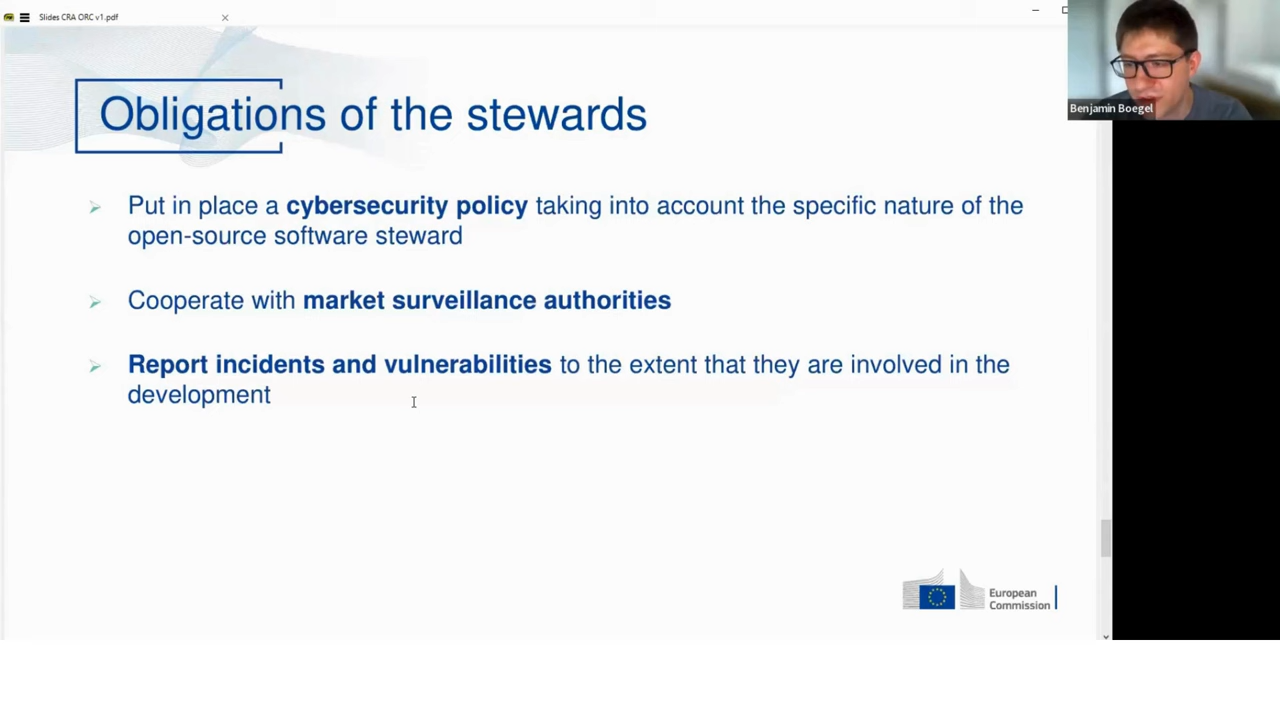 Slides CRA ORC v1.pdf
Benjamin Boegel
Obligations of the stewards
Put in place a cybersecurity policy taking into account the specific nature of the
open-source software steward
Cooperate with market surveillance authorities
Report incidents and vulnerabilities to the extent that they are involved in the
development
European
Commission